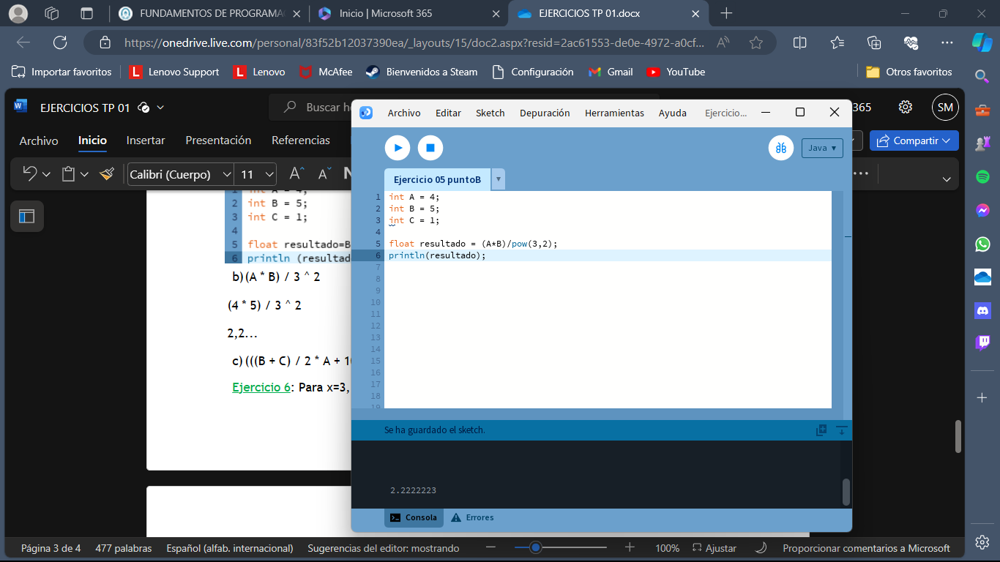 FUNDAMENTOS DE PROGRAMA
Inicio | Microsoft 365
EJERCICIOS TP 01.docx
https://onedrive.live.com/personal/83f52b12037390ea/_layouts/15/doc2.aspx?resid=2ac61553-de0e-4972-a0cf...
Importar favoritos
Lenovo Support
Lenovo
McAfee
Bienvenidos a Steam
Configuración
Gmail
YouTube
Otros favoritos
EJERCICIOS TP 01
Buscar h
365
SM
Archivo
Inicio
Insertar
Presentación
Referencias
Compartir
Calibri (Cuerpo)
11
N
2 int B = 5;
3 int C = 1;
4
5 float resultado=B
6 println (resultad
b)(A * B) / 3 ^ 2
(4 * 5) / 3 ^ 2
2,2...
c)(((B + C) / 2 * A + 1
Ejercicio 6: Para x=3,
Archivo
Editar
Sketch
Depuración
Herramientas
Ayuda
Ejercicio...
Java
Ejercicio 05 puntoB
1 int A = 4;
2 int B = 5;
3 int C = 1;
4
5 float resultado = (A*B)/pow(3,2);
6 println(resultado);
7
8
9
10
11
12
13
14
15
16
17
18
19
Se ha guardado el sketch.
2.2222223
Consola
Errores
Página 3 de 4
477 palabras
Español (alfab. internacional)
Sugerencias del editor: mostrando
100%
Ajustar
Proporcionar comentarios a Microsoft